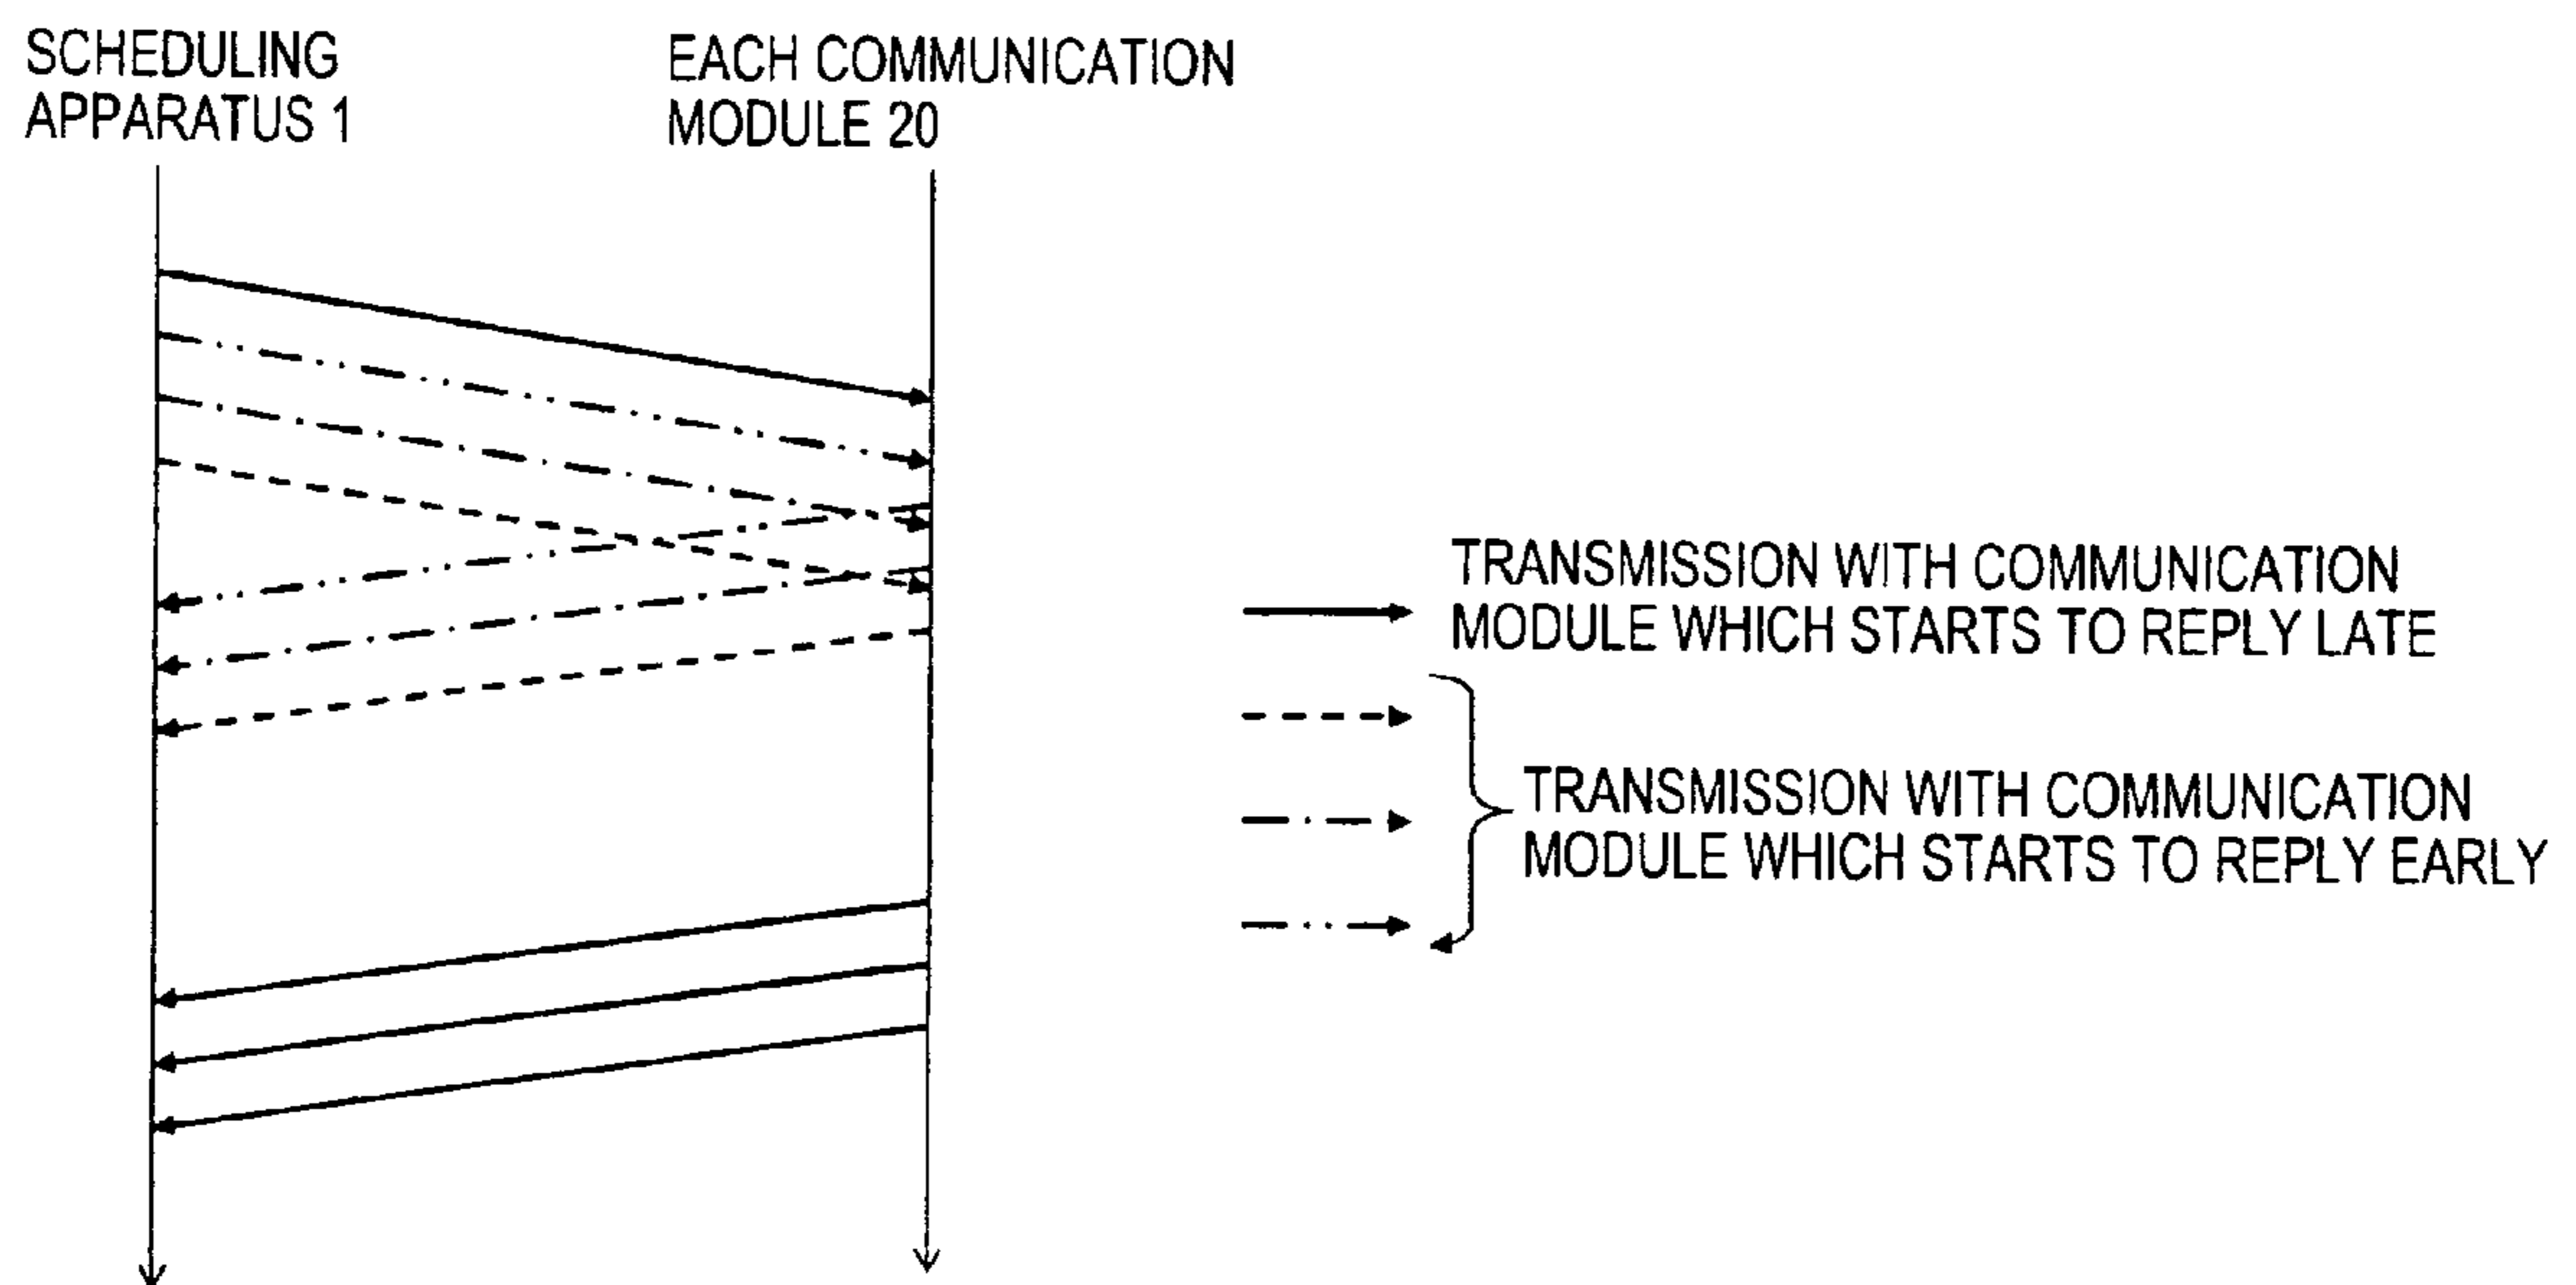 SCHEDULING
APPARATUS 1
EACH COMMUNICATION
MODULE 20
TRANSMISSION WITH COMMUNICATION
MODULE WHICH STARTS TO REPLY LATE
TRANSMISSION WITH COMMUNICATION
MODULE WHICH STARTS TO REPLY EARLY